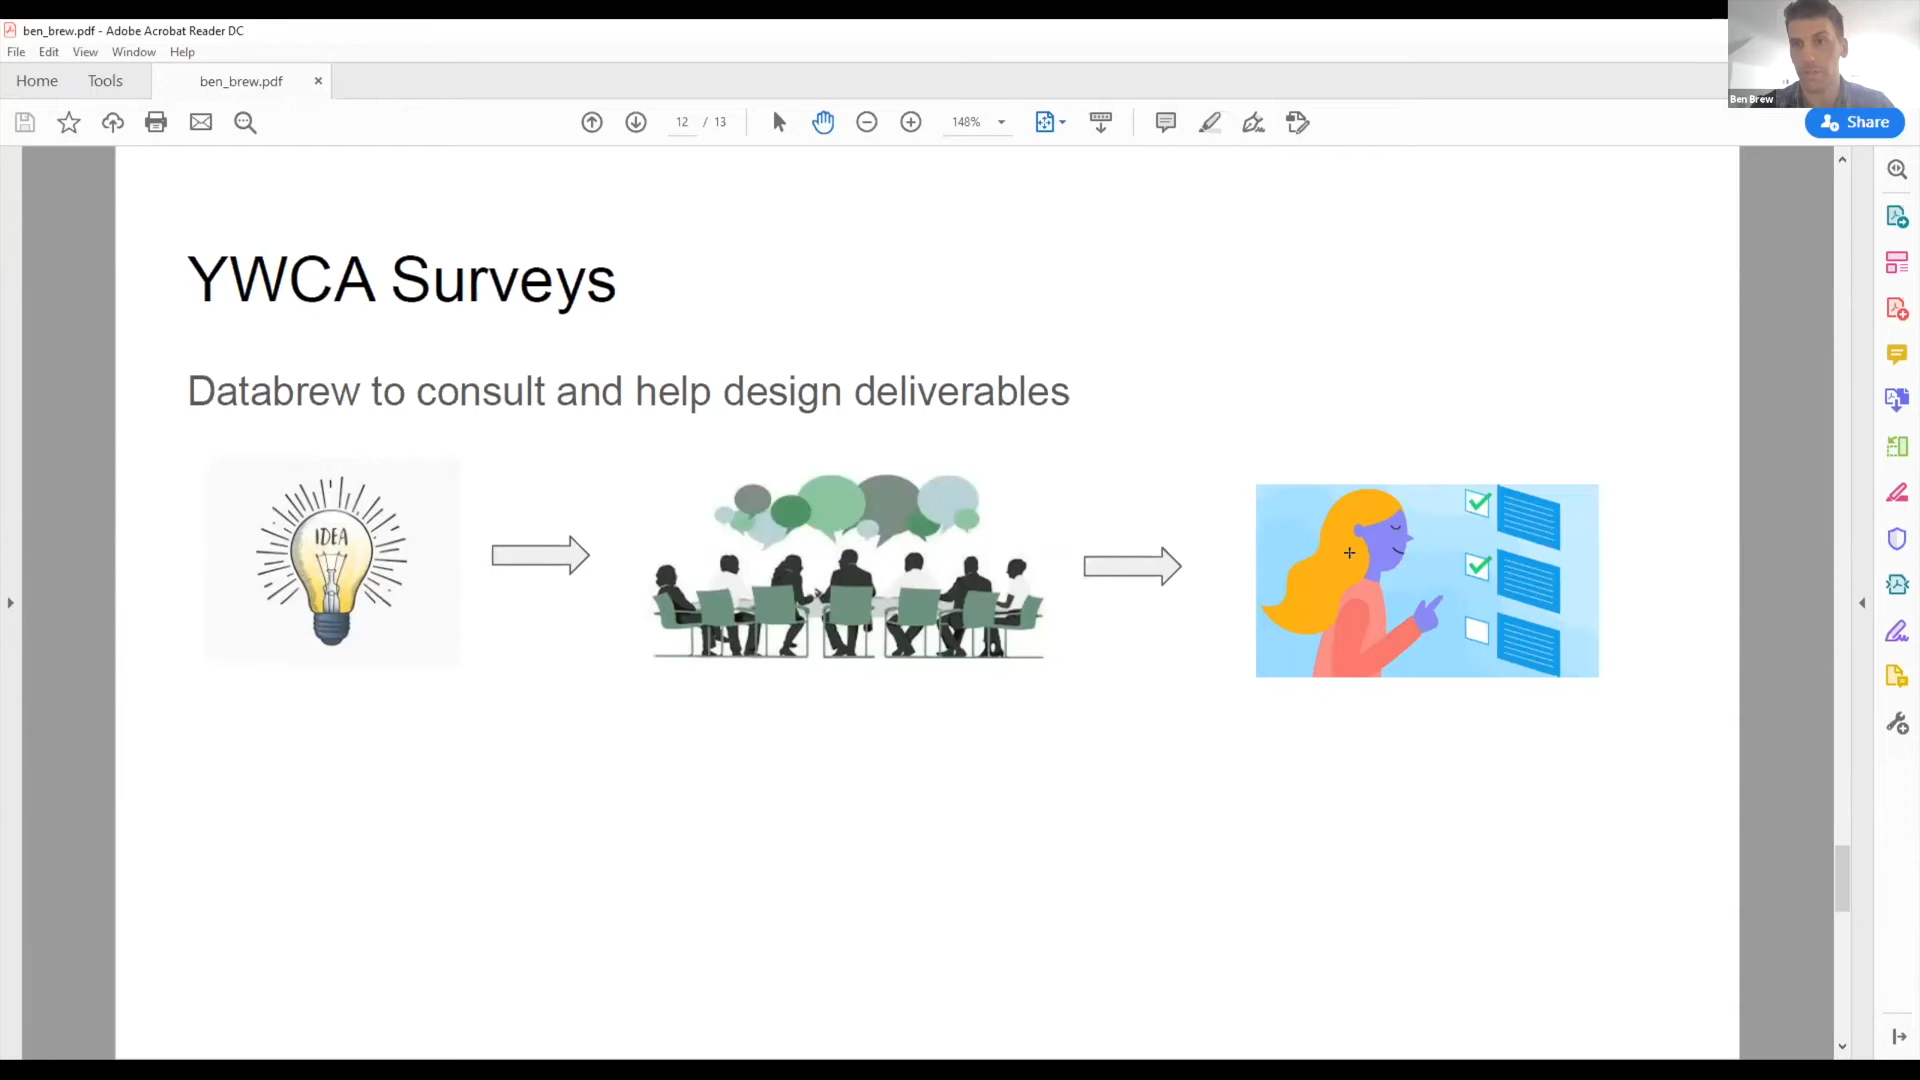 ben_brew.pdf - Adobe Acrobat Reader DC
File Edit View Window Help
Home Tools ben_brew.pdf ×
12 / 13 148%
Ben Brew
Share
YWCA Surveys
Databrew to consult and help design deliverables
IDEA